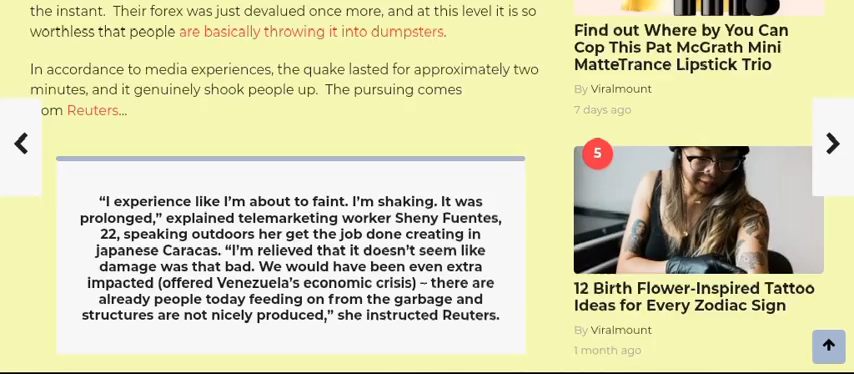 the instant. Their forex was just devalued once more, and at this level it is so
worthless that people are basically throwing it into dumpsters.
In accordance to media experiences, the quake lasted for approximately two
minutes, and it genuinely shook people up. The pursuing comes
om Reuters…
“I experience like I’m about to faint. I’m shaking. It was
prolonged,” explained telemarketing worker Sheny Fuentes,
22, speaking outdoors her get the job done creating in
japanese Caracas. “I’m relieved that it doesn’t seem like
damage was that bad. We would have been even extra
impacted (offered Venezuela’s economic crisis) – there are
already people today feeding on from the garbage and
structures are not nicely produced,” she instructed Reuters.
Find out Where by You Can
Cop This Pat McGrath Mini
MatteTrance Lipstick Trio
By Viralmount
7 days ago
5
12 Birth Flower-Inspired Tattoo
Ideas for Every Zodiac Sign
By Viralmount
1 month ago